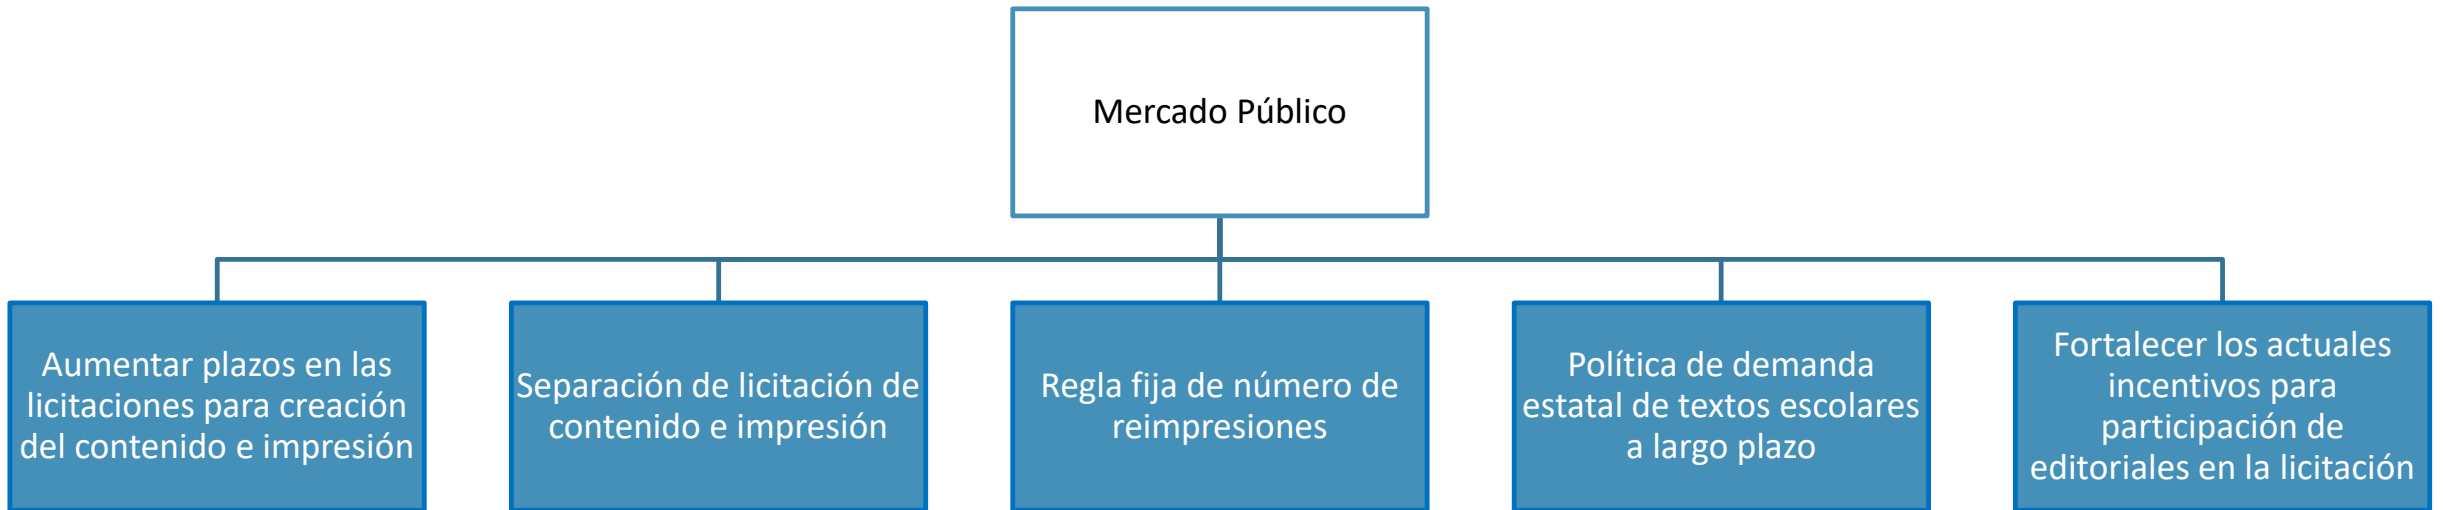 Mercado Público
Aumentar plazos en las
licitaciones para creación
del contenido e impresión
Separación de licitación de
contenido e impresión
Regla fija de número de
reimpresiones
Política de demanda
estatal de textos escolares
a largo plazo
Fortalecer los actuales
incentivos para
participación de
editoriales en la licitación